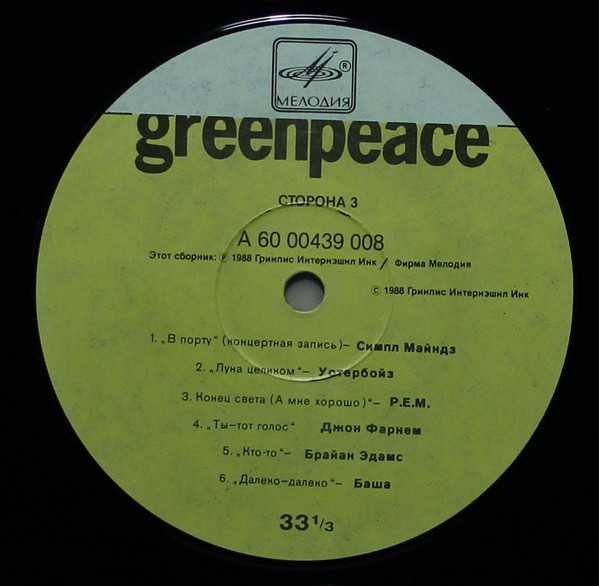 ®
МЕЛОДИЯ
greenpeace
СТОРОНА 3
А 60 00439 008
Этот сборник: ℗ 1988 Гринпис Интернэшнл Инк / Фирма Мелодия
© 1988 Гринпис Интернэшнл Инк
1. „В порту“ (концертная запись)– Симпл Майндз
2. „Луна целиком“– Уотербойз
3. Конец света (А мне хорошо)“– Р.Е.М.
4. „Ты–тот голос“ Джон Фарнем
5. „Кто-то“– Брайан Эдамс
6. „Далеко–далеко“– Баша
33 1/3